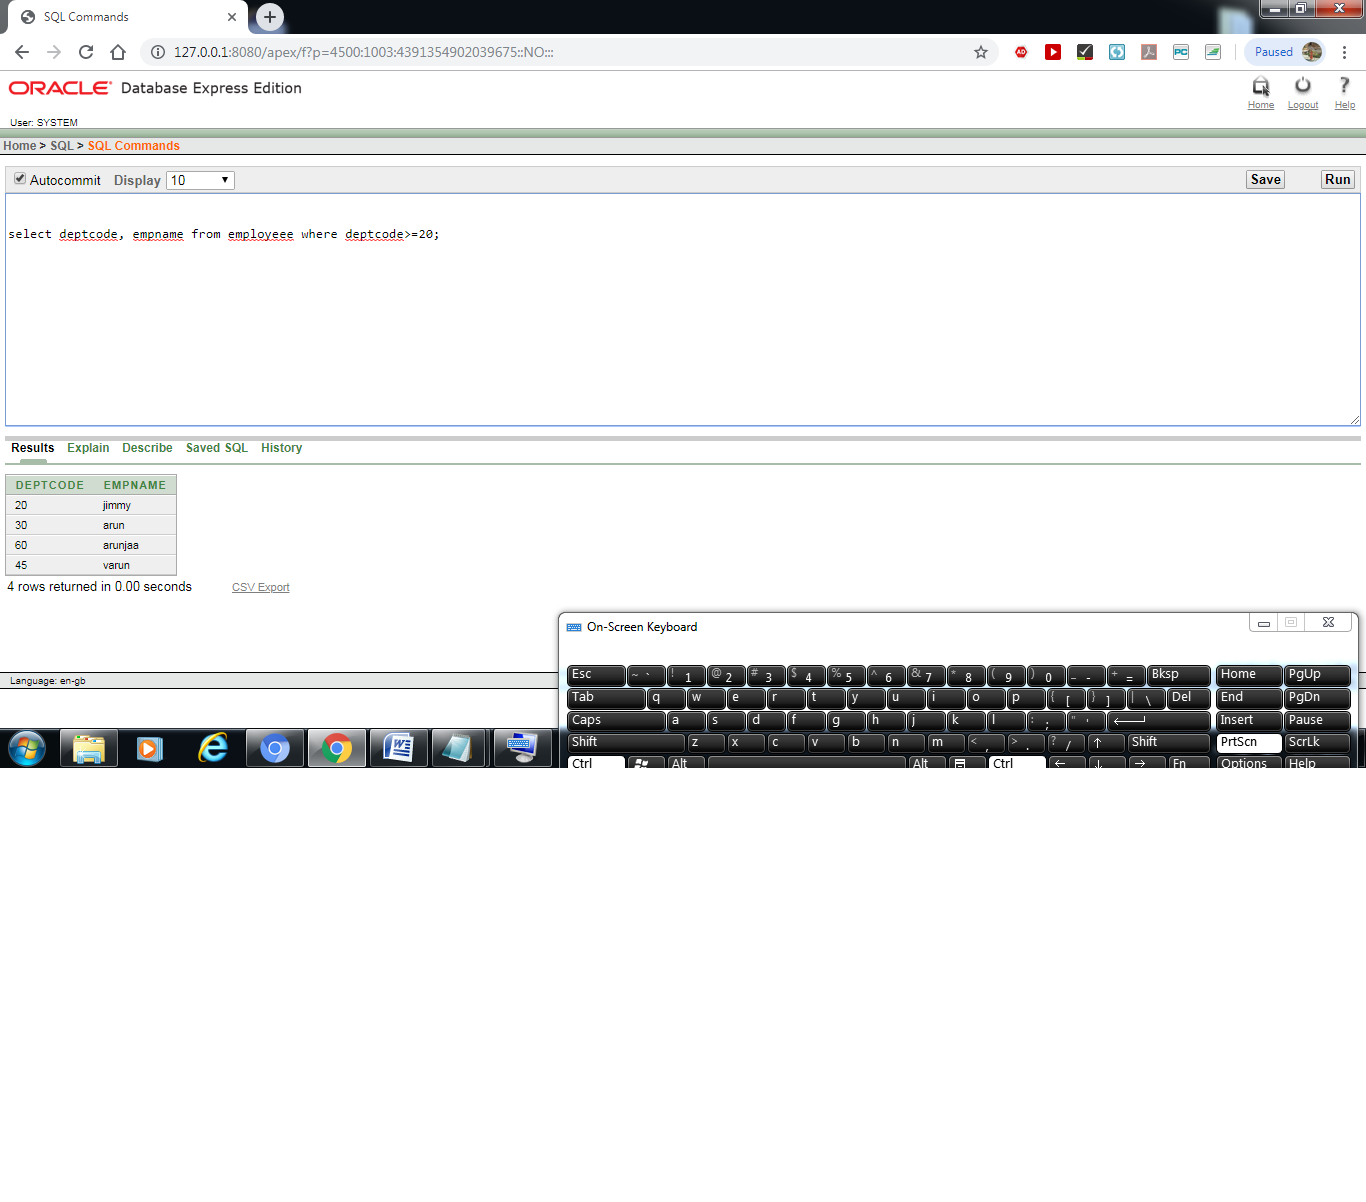 SQL Commands
127.0.0.1:8080/apex/f?p=4500:1003:4391354902039675::NO:::
Paused
ORACLE Database Express Edition
Home Logout Help
User: SYSTEM
Home > SQL > SQL Commands
Autocommit Display 10 Save Run
select deptcode, empname from employeee where deptcode>=20;
Results Explain Describe Saved SQL History
DEPTCODE EMPNAME
20 jimmy
30 arun
60 arunjaa
45 varun
4 rows returned in 0.00 seconds CSV Export
On-Screen Keyboard
Language: en-gb
Esc ~ ` ! 1 @ 2 # 3 $ 4 % 5 ^ 6 & 7 * 8 ( 9 ) 0 _ - + = Bksp Home PgUp
Tab q w e r t y u i o p { [ } ] | \ Del End PgDn
Caps a s d f g h j k l : ; " ' Insert Pause
Shift z x c v b n m < , > . ? / ↑ Shift PrtScn ScrLk
Ctrl Alt Alt Ctrl ← ↓ → Fn Options Help